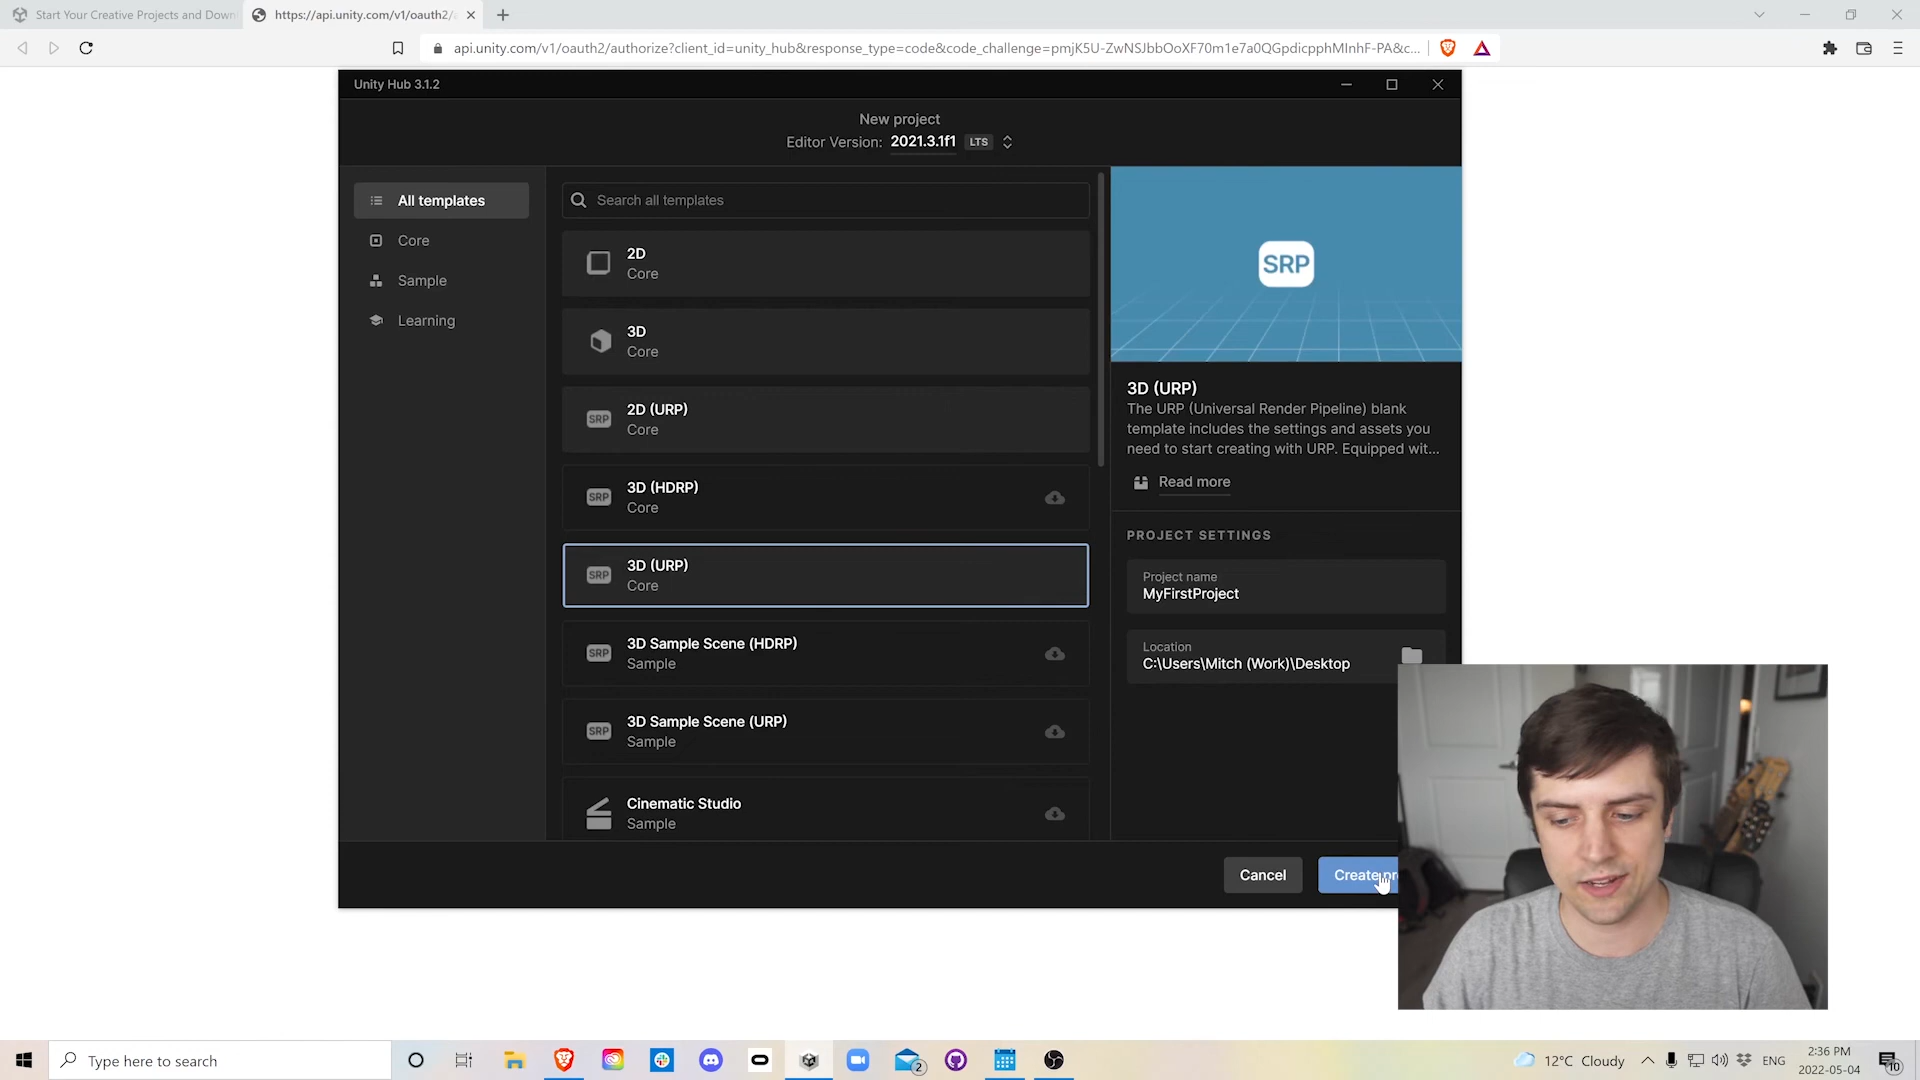 Start Your Creative Projects and Down
https://api.unity.com/v1/oauth2/a
api.unity.com/v1/oauth2/authorize?client_id=unity_hub&response_type=code&code_challenge=pmjK5U-ZwNSJbbOoXF70m1e7a0QGpdicpphMInhF-PA&c...
Unity Hub 3.1.2
New project
Editor Version: 2021.3.1f1 LTS
All templates
Core
Sample
Learning
Search all templates
2D
Core
3D
Core
2D (URP)
SRP
Core
3D (HDRP)
SRP
Core
3D (URP)
SRP
Core
3D Sample Scene (HDRP)
SRP
Sample
3D Sample Scene (URP)
SRP
Sample
Cinematic Studio
Sample
SRP
3D (URP)
The URP (Universal Render Pipeline) blank
template includes the settings and assets you
need to start creating with URP. Equipped wit...
Read more
PROJECT SETTINGS
Project name
MyFirstProject
Location
C:\Users\Mitch (Work)\Desktop
Cancel
Create pr
Type here to search
2
12°C Cloudy
ENG
2:36 PM
2022-05-04
10